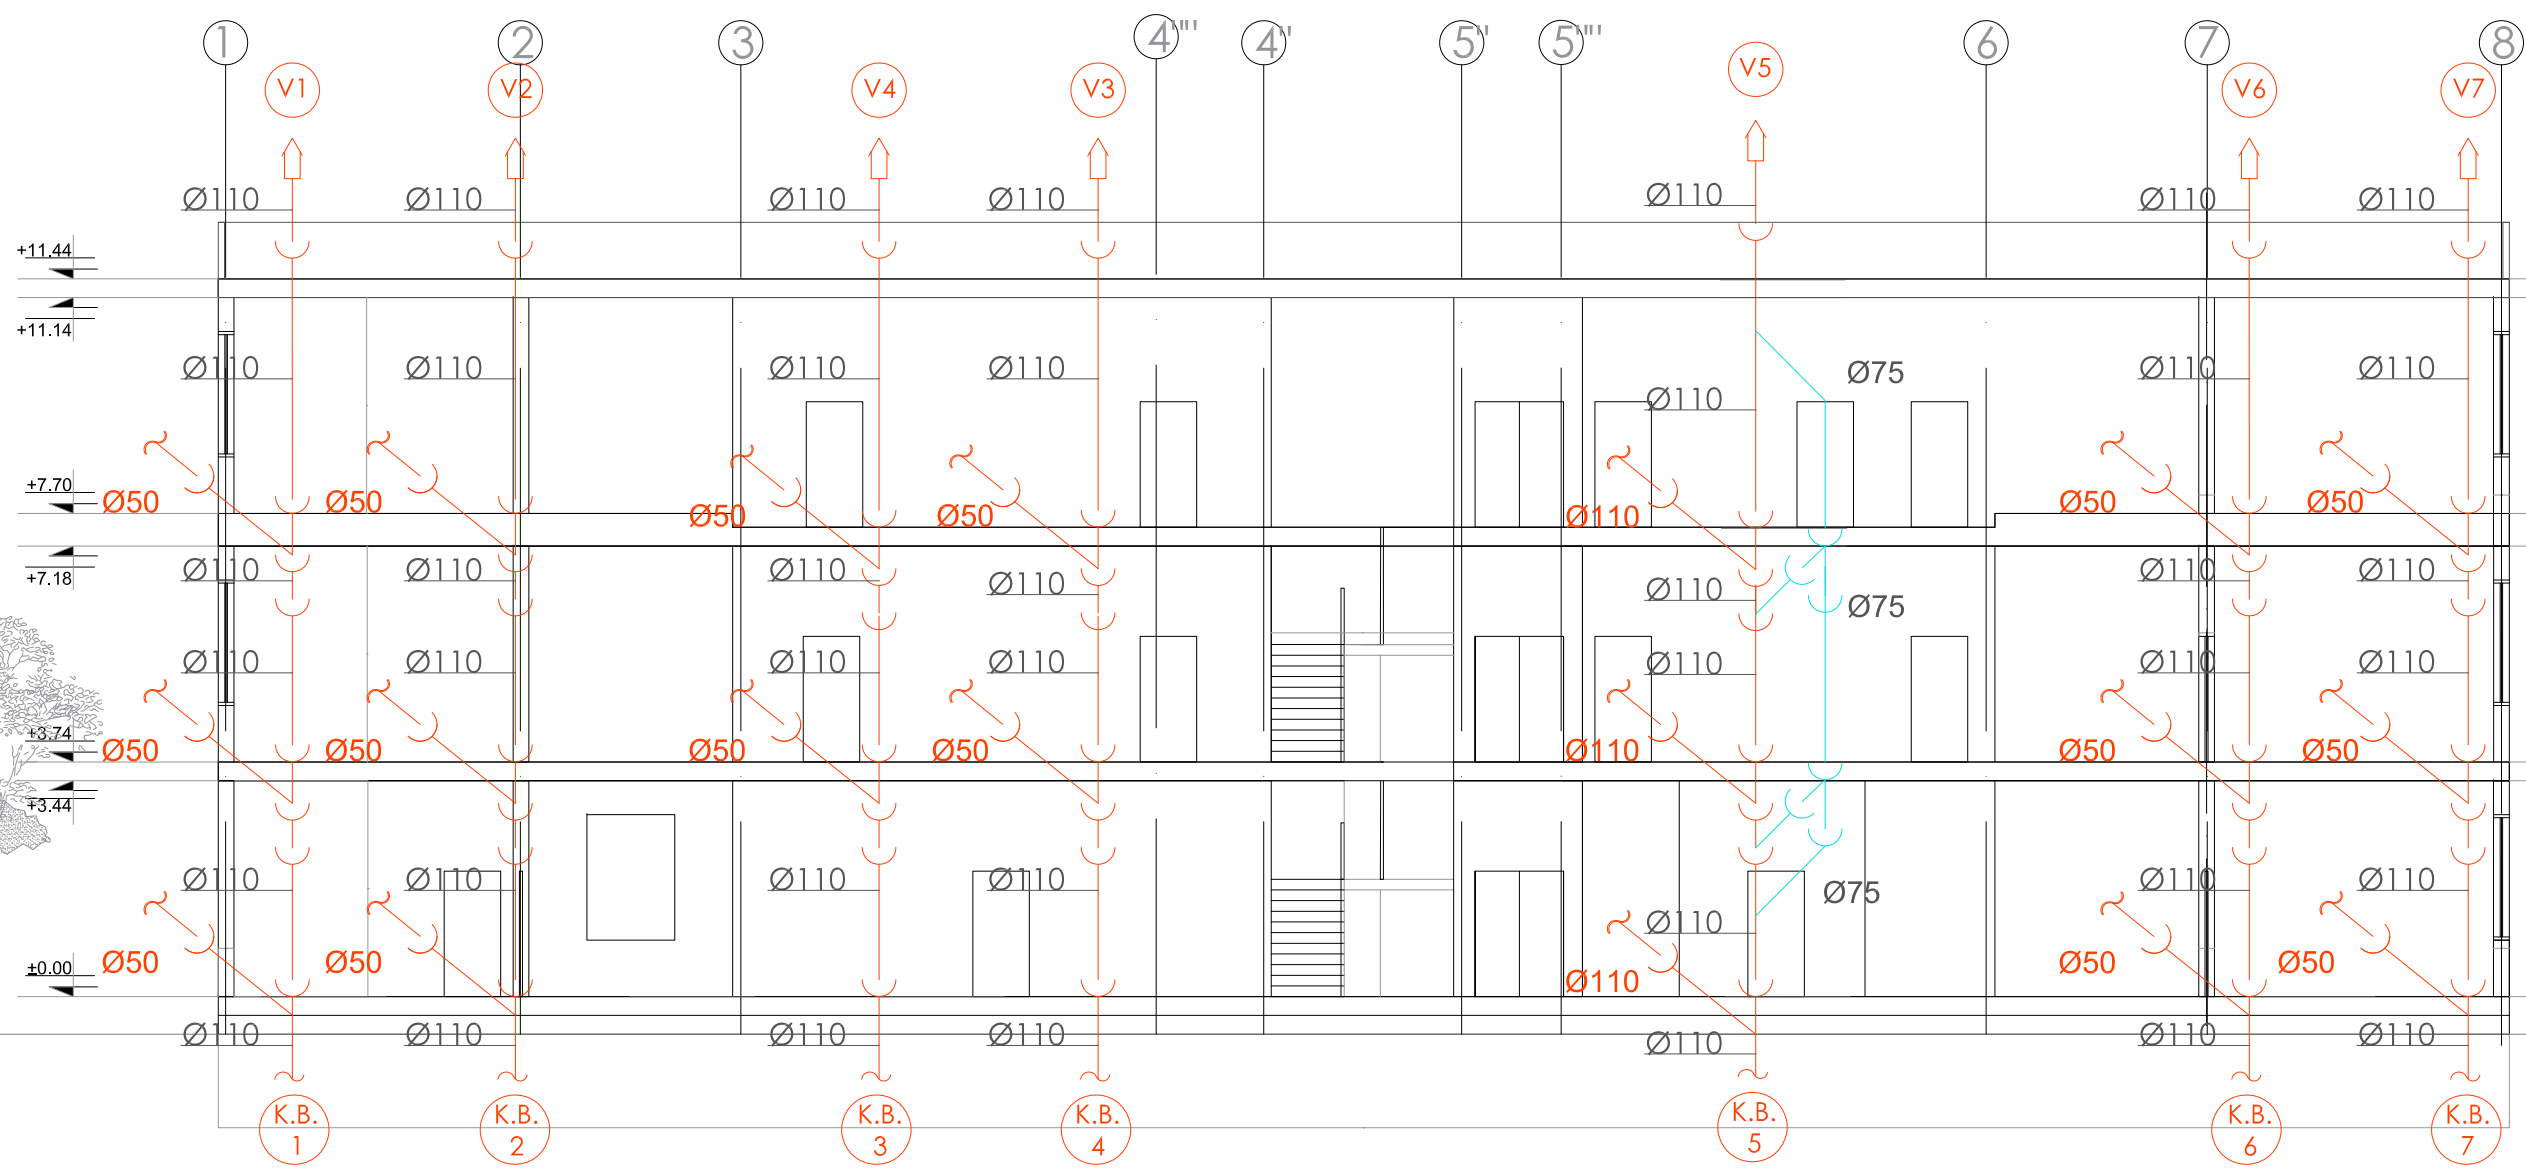 1 2 3 4'''' 4'' 5'' 5'''' 6 7 8
V1 V2 V4 V3 V5 V6 V7
Ø110 Ø110 Ø110 Ø110 Ø110 Ø110 Ø110
+11.44
+11.14
Ø110 Ø110 Ø110 Ø110 Ø110 Ø75 Ø110 Ø110
+7.70
Ø50 Ø50 Ø50 Ø50 Ø110 Ø50 Ø50
+7.18
Ø110 Ø110 Ø110 Ø110 Ø110 Ø75 Ø110 Ø110
Ø110 Ø110 Ø110 Ø110 Ø110 Ø110 Ø110
+3.74
Ø50 Ø50 Ø50 Ø50 Ø110 Ø50 Ø50
+3.44
Ø110 Ø110 Ø110 Ø110 Ø110 Ø75 Ø110 Ø110
±0.00
Ø50 Ø50 Ø110 Ø50 Ø50
Ø110 Ø110 Ø110 Ø110 Ø110 Ø110 Ø110
K.B. K.B. K.B. K.B. K.B. K.B. K.B.
1 2 3 4 5 6 7